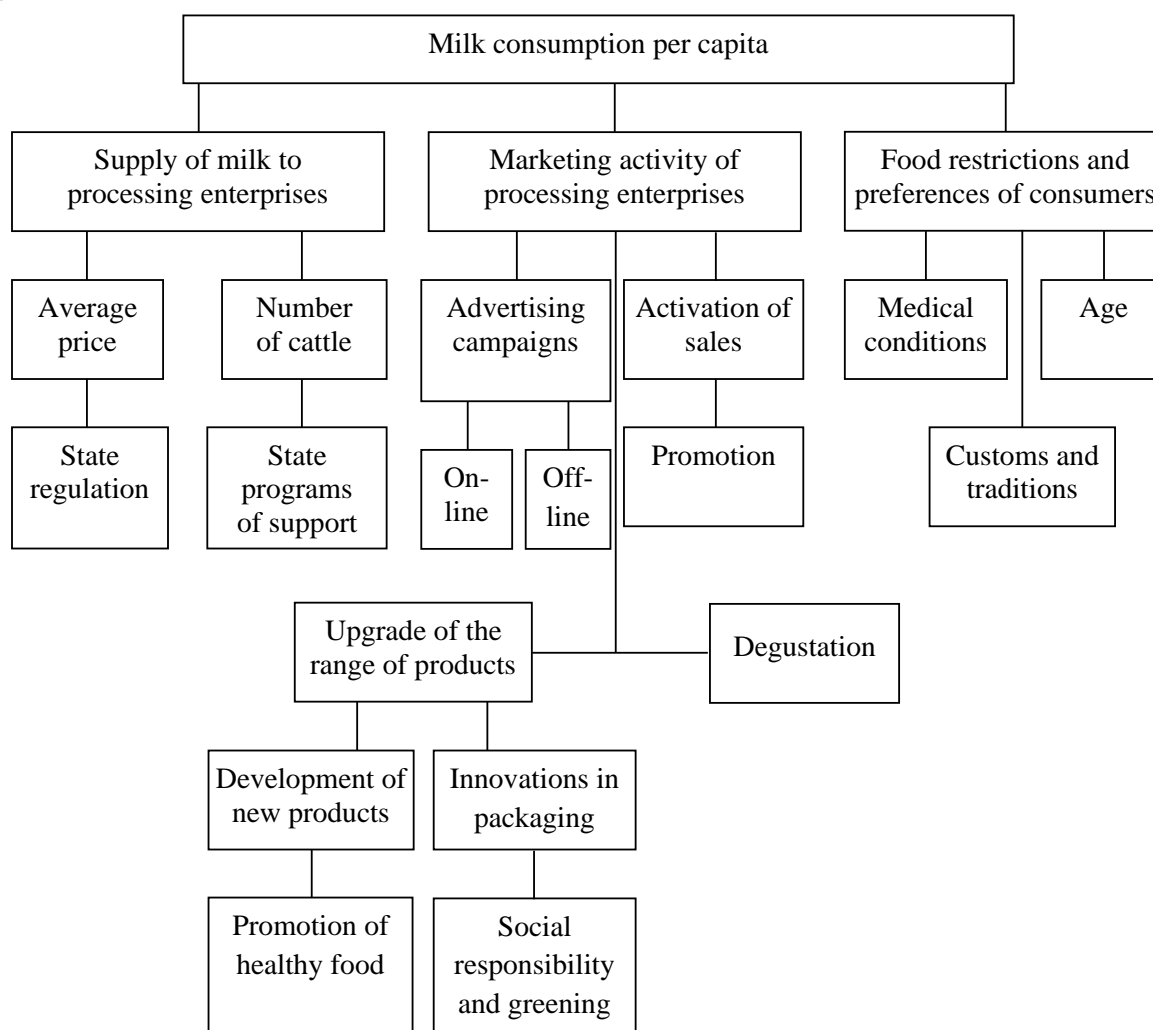 Milk consumption per capita
Supply of milk to
processing enterprises
Marketing activity of
processing enterprises
Food restrictions and
preferences of consumers
Average
price
Number
of cattle
Advertising
campaigns
Activation of
sales
Medical
conditions
Age
State
regulation
State
programs
of support
On-
line
Off-
line
Promotion
Customs and
traditions
Upgrade of the
range of products
Degustation
Development of
new products
Innovations in
packaging
Promotion of
healthy food
Social
responsibility
and greening